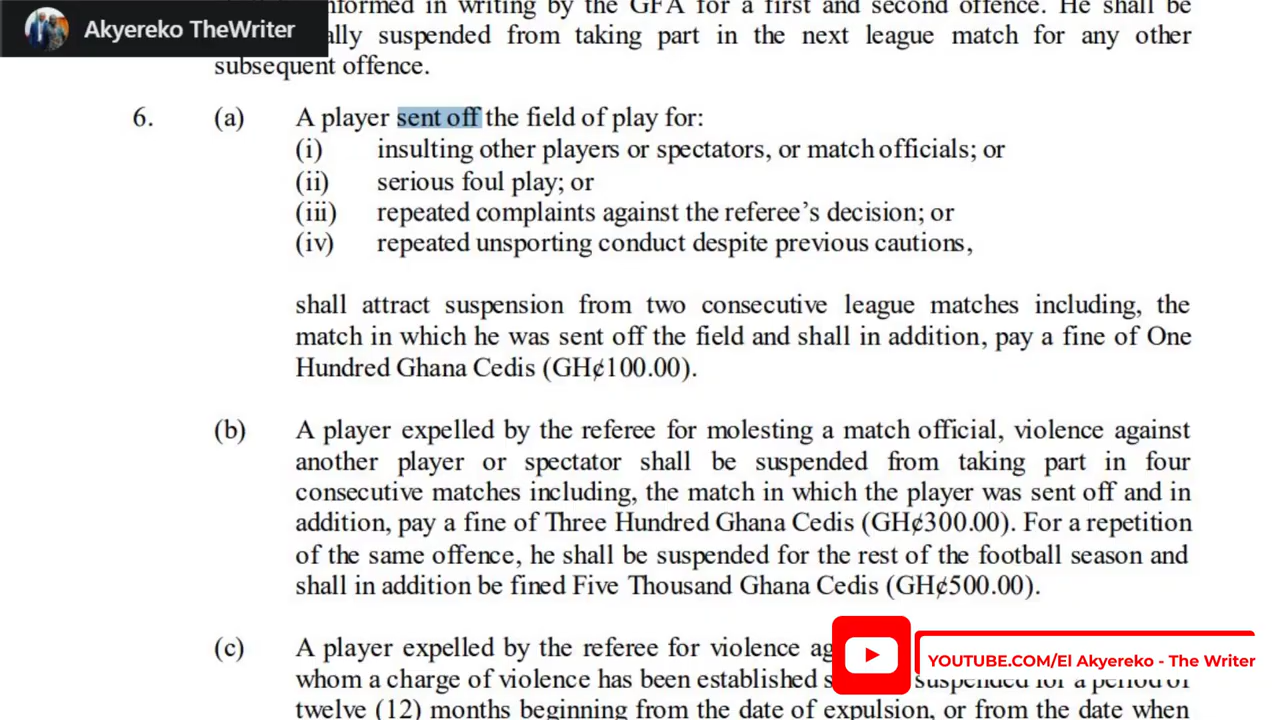 nformed in writing by the GFA for a first and second offence. He shall be
Akyereko TheWriter
ally suspended from taking part in the next league match for any other
subsequent offence.
6. (a) A player sent off the field of play for:
(i) insulting other players or spectators, or match officials; or
(ii) serious foul play; or
(iii) repeated complaints against the referee's decision; or
(iv) repeated unsporting conduct despite previous cautions,
shall attract suspension from two consecutive league matches including, the
match in which he was sent off the field and shall in addition, pay a fine of One
Hundred Ghana Cedis (GH¢100.00).
(b) A player expelled by the referee for molesting a match official, violence against
another player or spectator shall be suspended from taking part in four
consecutive matches including, the match in which the player was sent off and in
addition, pay a fine of Three Hundred Ghana Cedis (GH¢300.00). For a repetition
of the same offence, he shall be suspended for the rest of the football season and
shall in addition be fined Five Thousand Ghana Cedis (GH¢500.00).
(c) A player expelled by the referee for violence ag
YOUTUBE.COM/El Akyereko - The Writer
whom a charge of violence has been established s suspended for a period of
twelve (12) months beginning from the date of expulsion, or from the date when